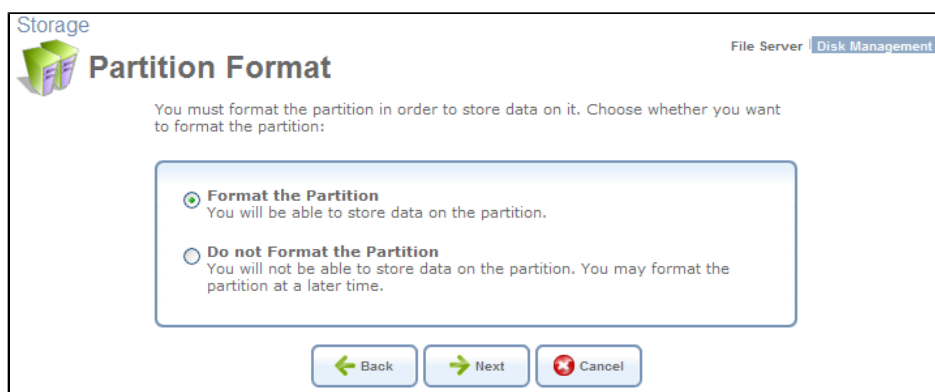 Storage
File Server | Disk Management
Partition Format
You must format the partition in order to store data on it. Choose whether you want
to format the partition:
Format the Partition
You will be able to store data on the partition.
Do not Format the Partition
You will not be able to store data on the partition. You may format the
partition at a later time.
Back
Next
Cancel